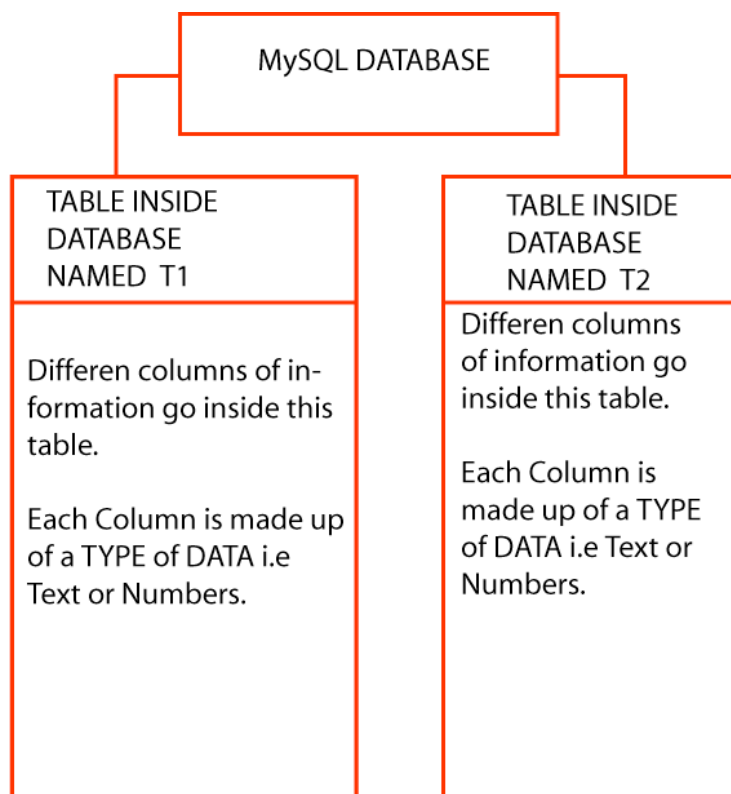 MySQL DATABASE
TABLE INSIDE
DATABASE
NAMED T1
Differen columns of in-
formation go inside this
table.
Each Column is made up
of a TYPE of DATA i.e
Text or Numbers.
TABLE INSIDE
DATABASE
NAMED T2
Differen columns
of information go
inside this table.
Each Column is
made up of a TYPE
of DATA i.e Text or
Numbers.